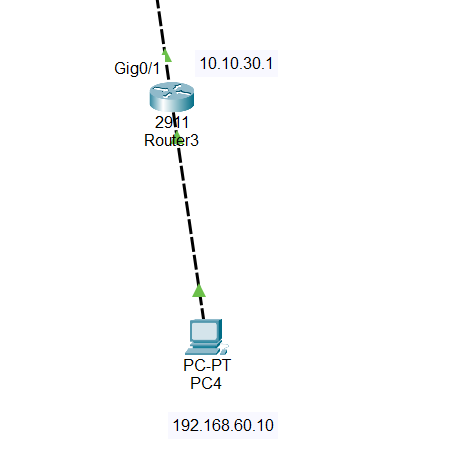 10.10.30.1
Gig0/1
2911
Router3
PC-PT
PC4
192.168.60.10